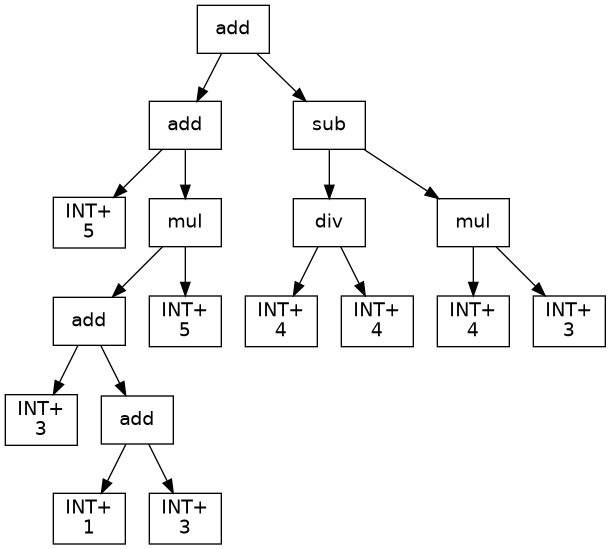 add
add
sub
INT+
5
mul
div
mul
add
INT+
5
INT+
4
INT+
4
INT+
4
INT+
3
INT+
3
add
INT+
1
INT+
3